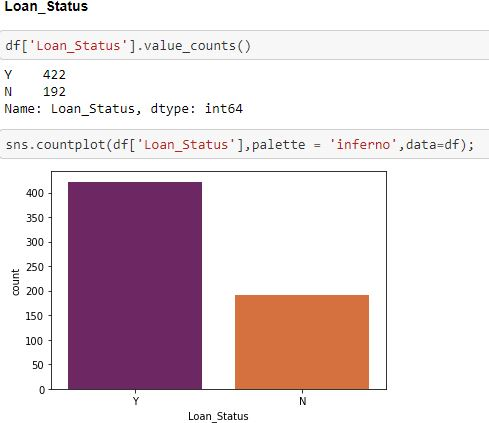 Loan_Status
df['Loan_Status'].value_counts()
Y    422
N    192
Name: Loan_Status, dtype: int64
sns.countplot(df['Loan_Status'],palette = 'inferno',data=df);
400
350
300
250
200
150
100
50
0
count
Y N
Loan_Status